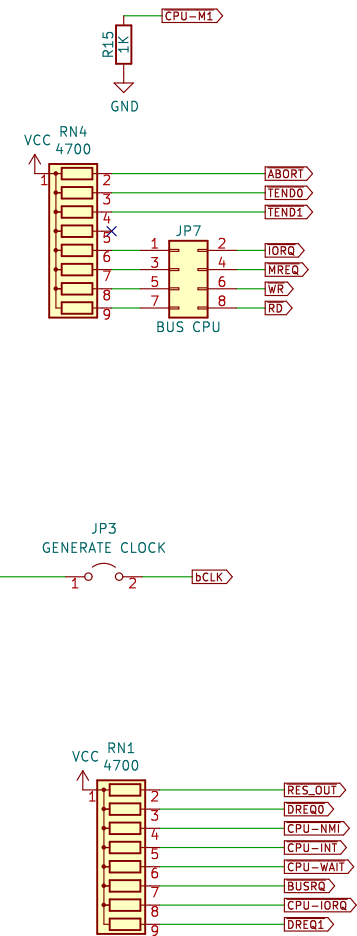 CPU-M1
R15
1K
GND
RN4
VCC 4700
1
2 ABORT
3 TEND0
4 TEND1
5 JP7
6 1 2 IORQ
7 3 4 MREQ
8 5 6 WR
9 7 8 RD
BUS CPU
JP3
GENERATE CLOCK
1 2 bCLK
RN1
VCC 4700
1
2 RES_OUT
3 DREQ0
4 CPU-NMI
5 CPU-INT
6 CPU-WAIT
7 BUSRQ
8 CPU-IORQ
9 DREQ1